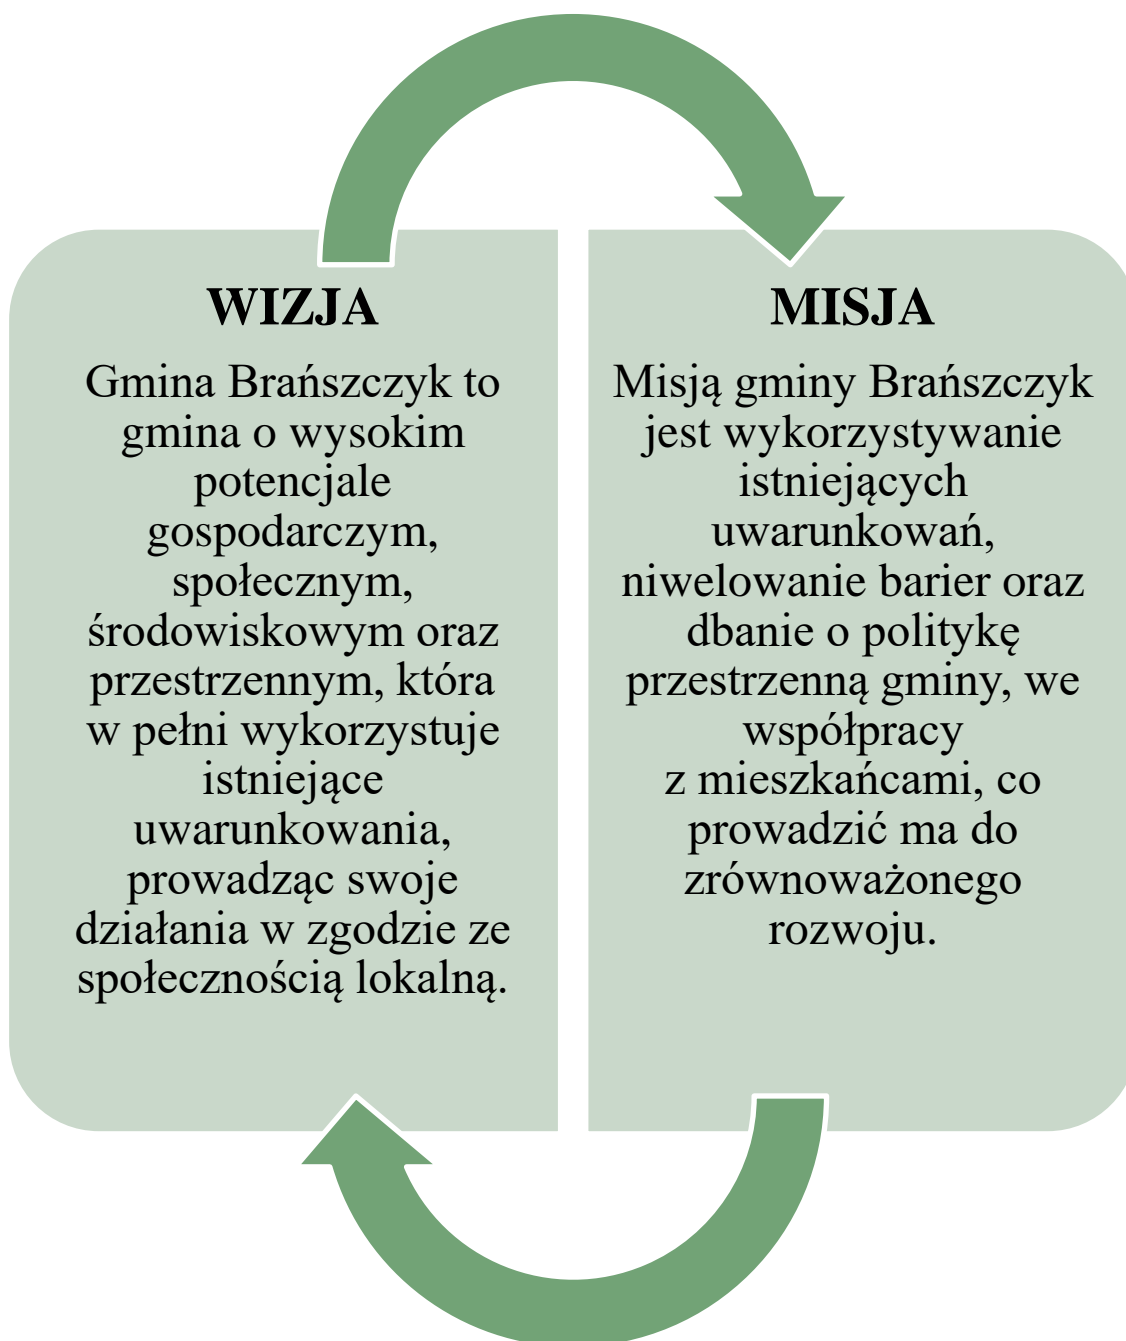 WIZJA
Gmina Brańszczyk to
gmina o wysokim
potencjale
gospodarczym,
społecznym,
środowiskowym oraz
przestrzennym, która
w pełni wykorzystuje
istniejące
uwarunkowania,
prowadząc swoje
działania w zgodzie ze
społecznością lokalną.
MISJA
Misją gminy Brańszczyk
jest wykorzystywanie
istniejących
uwarunkowań,
niwelowanie barier oraz
dbanie o politykę
przestrzenną gminy, we
współpracy
z mieszkańcami, co
prowadzić ma do
zrównoważonego
rozwoju.